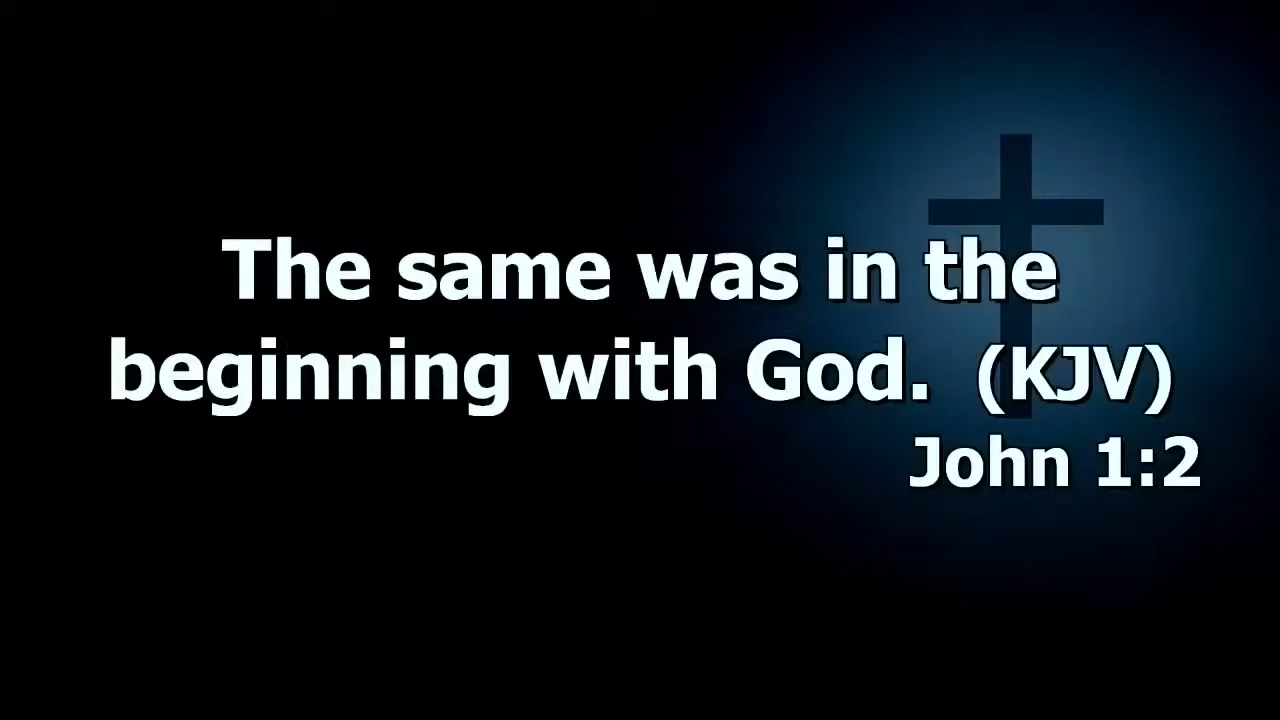 The same was in the
beginning with God. (KJV)
John 1:2